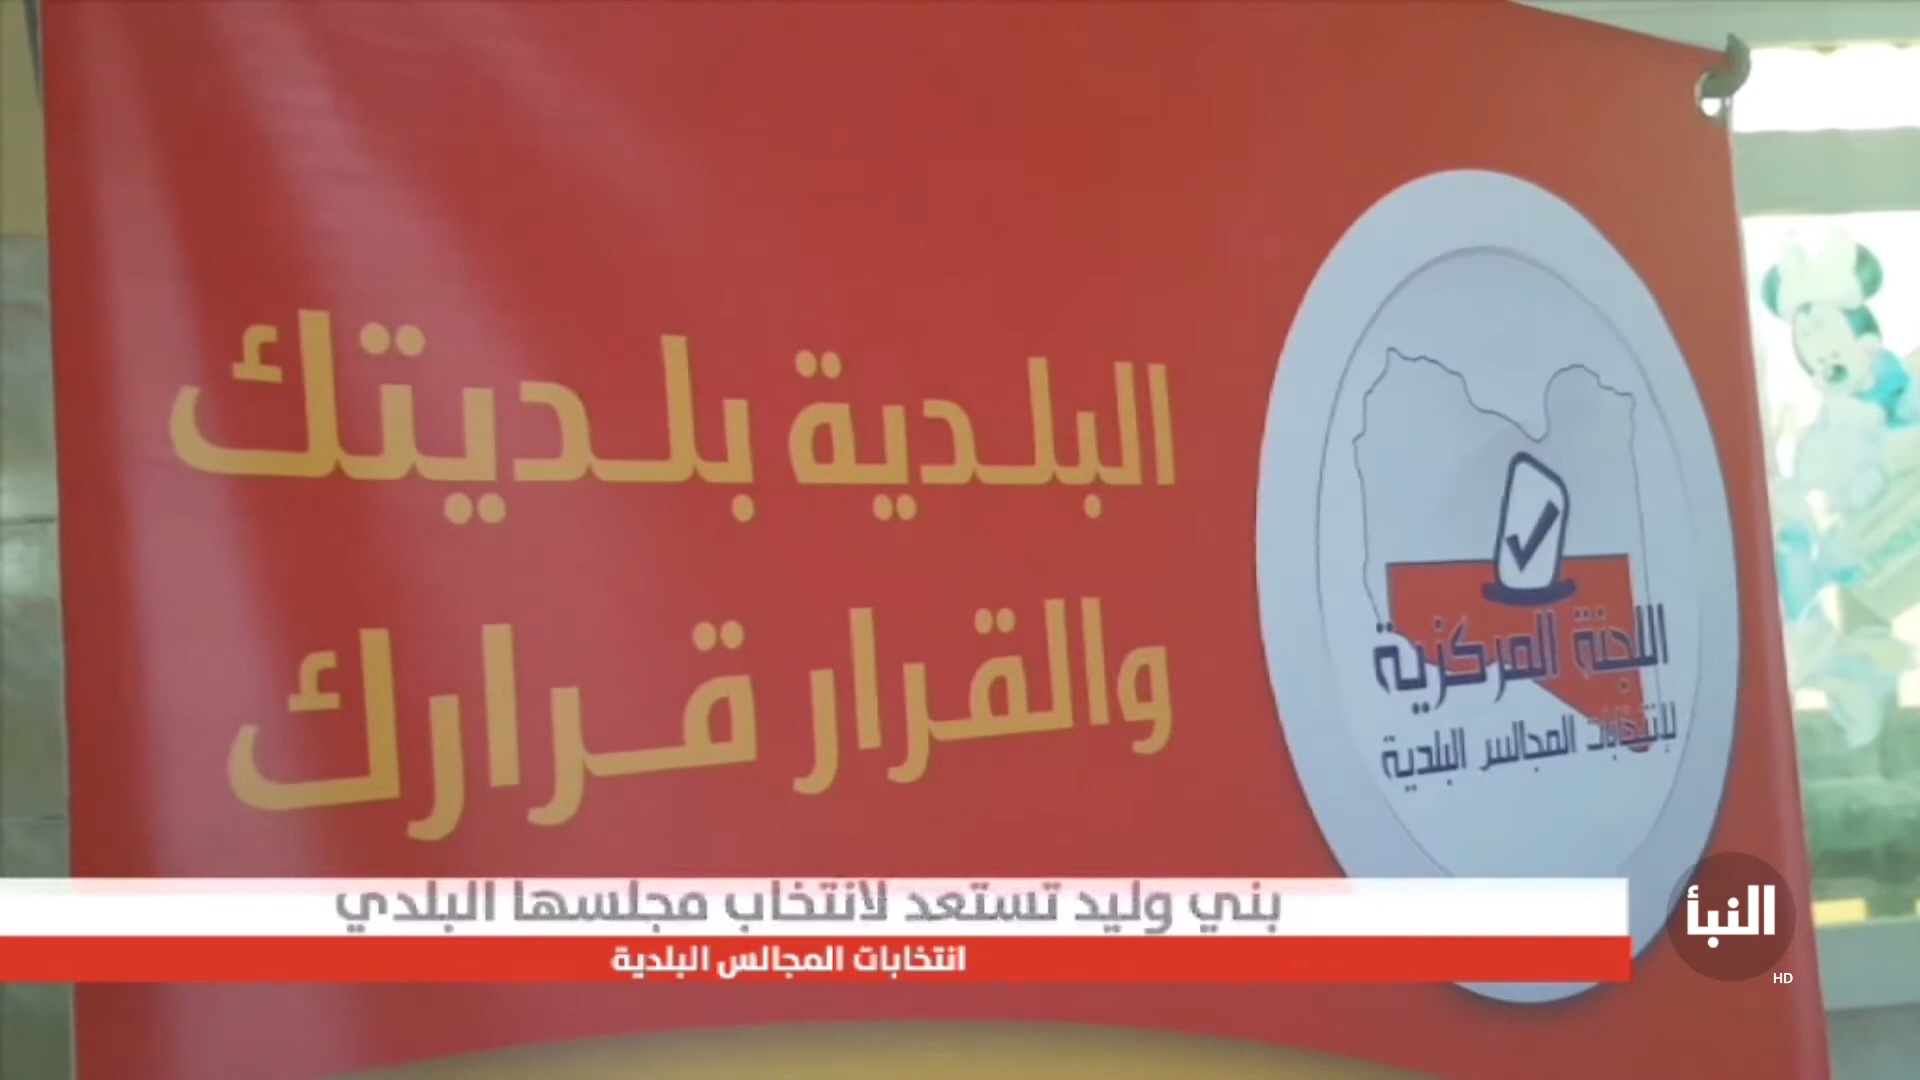 البلدية بلديتك
والقرار قرارك
اللجنة المركزية
لإنتخابات المجالس البلدية
بني وليد تستعد لانتخاب مجلسها البلدي
انتخابات المجالس البلدية
النبأ
HD